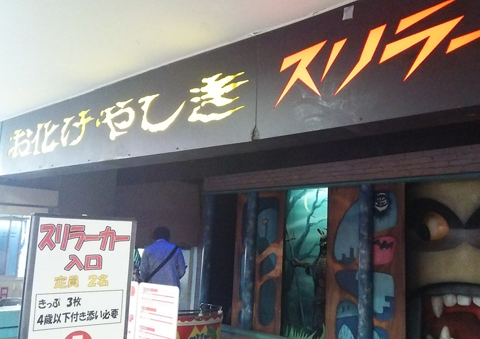 お化けやしき
スリラー
スリラーカー
入口
定員 2名
きっぷ 3枚
4歳以下付き添い必要